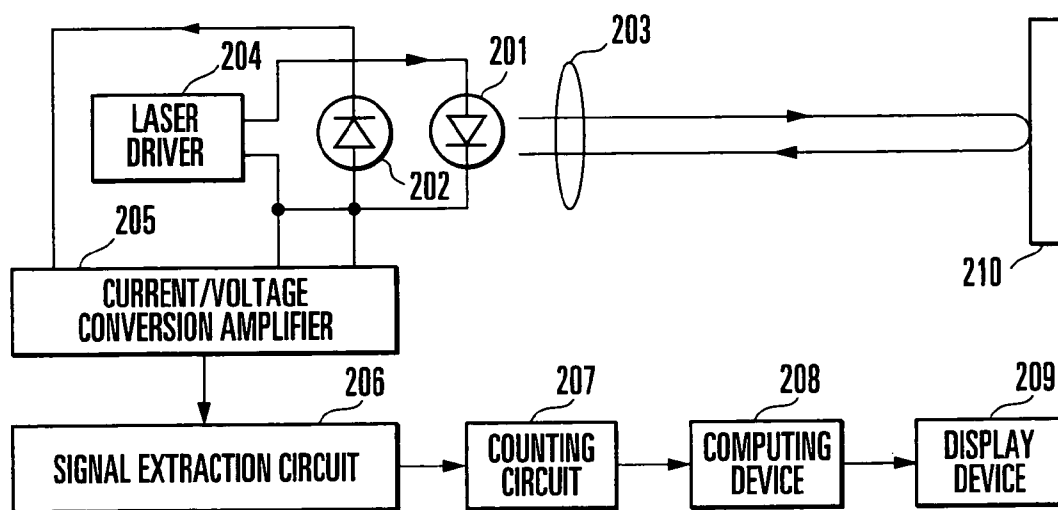 201
203
204
LASER
DRIVER
202
205
210
CURRENT/VOLTAGE
CONVERSION AMPLIFIER
206
207
208
209
SIGNAL EXTRACTION CIRCUIT
COUNTING
CIRCUIT
COMPUTING
DEVICE
DISPLAY
DEVICE